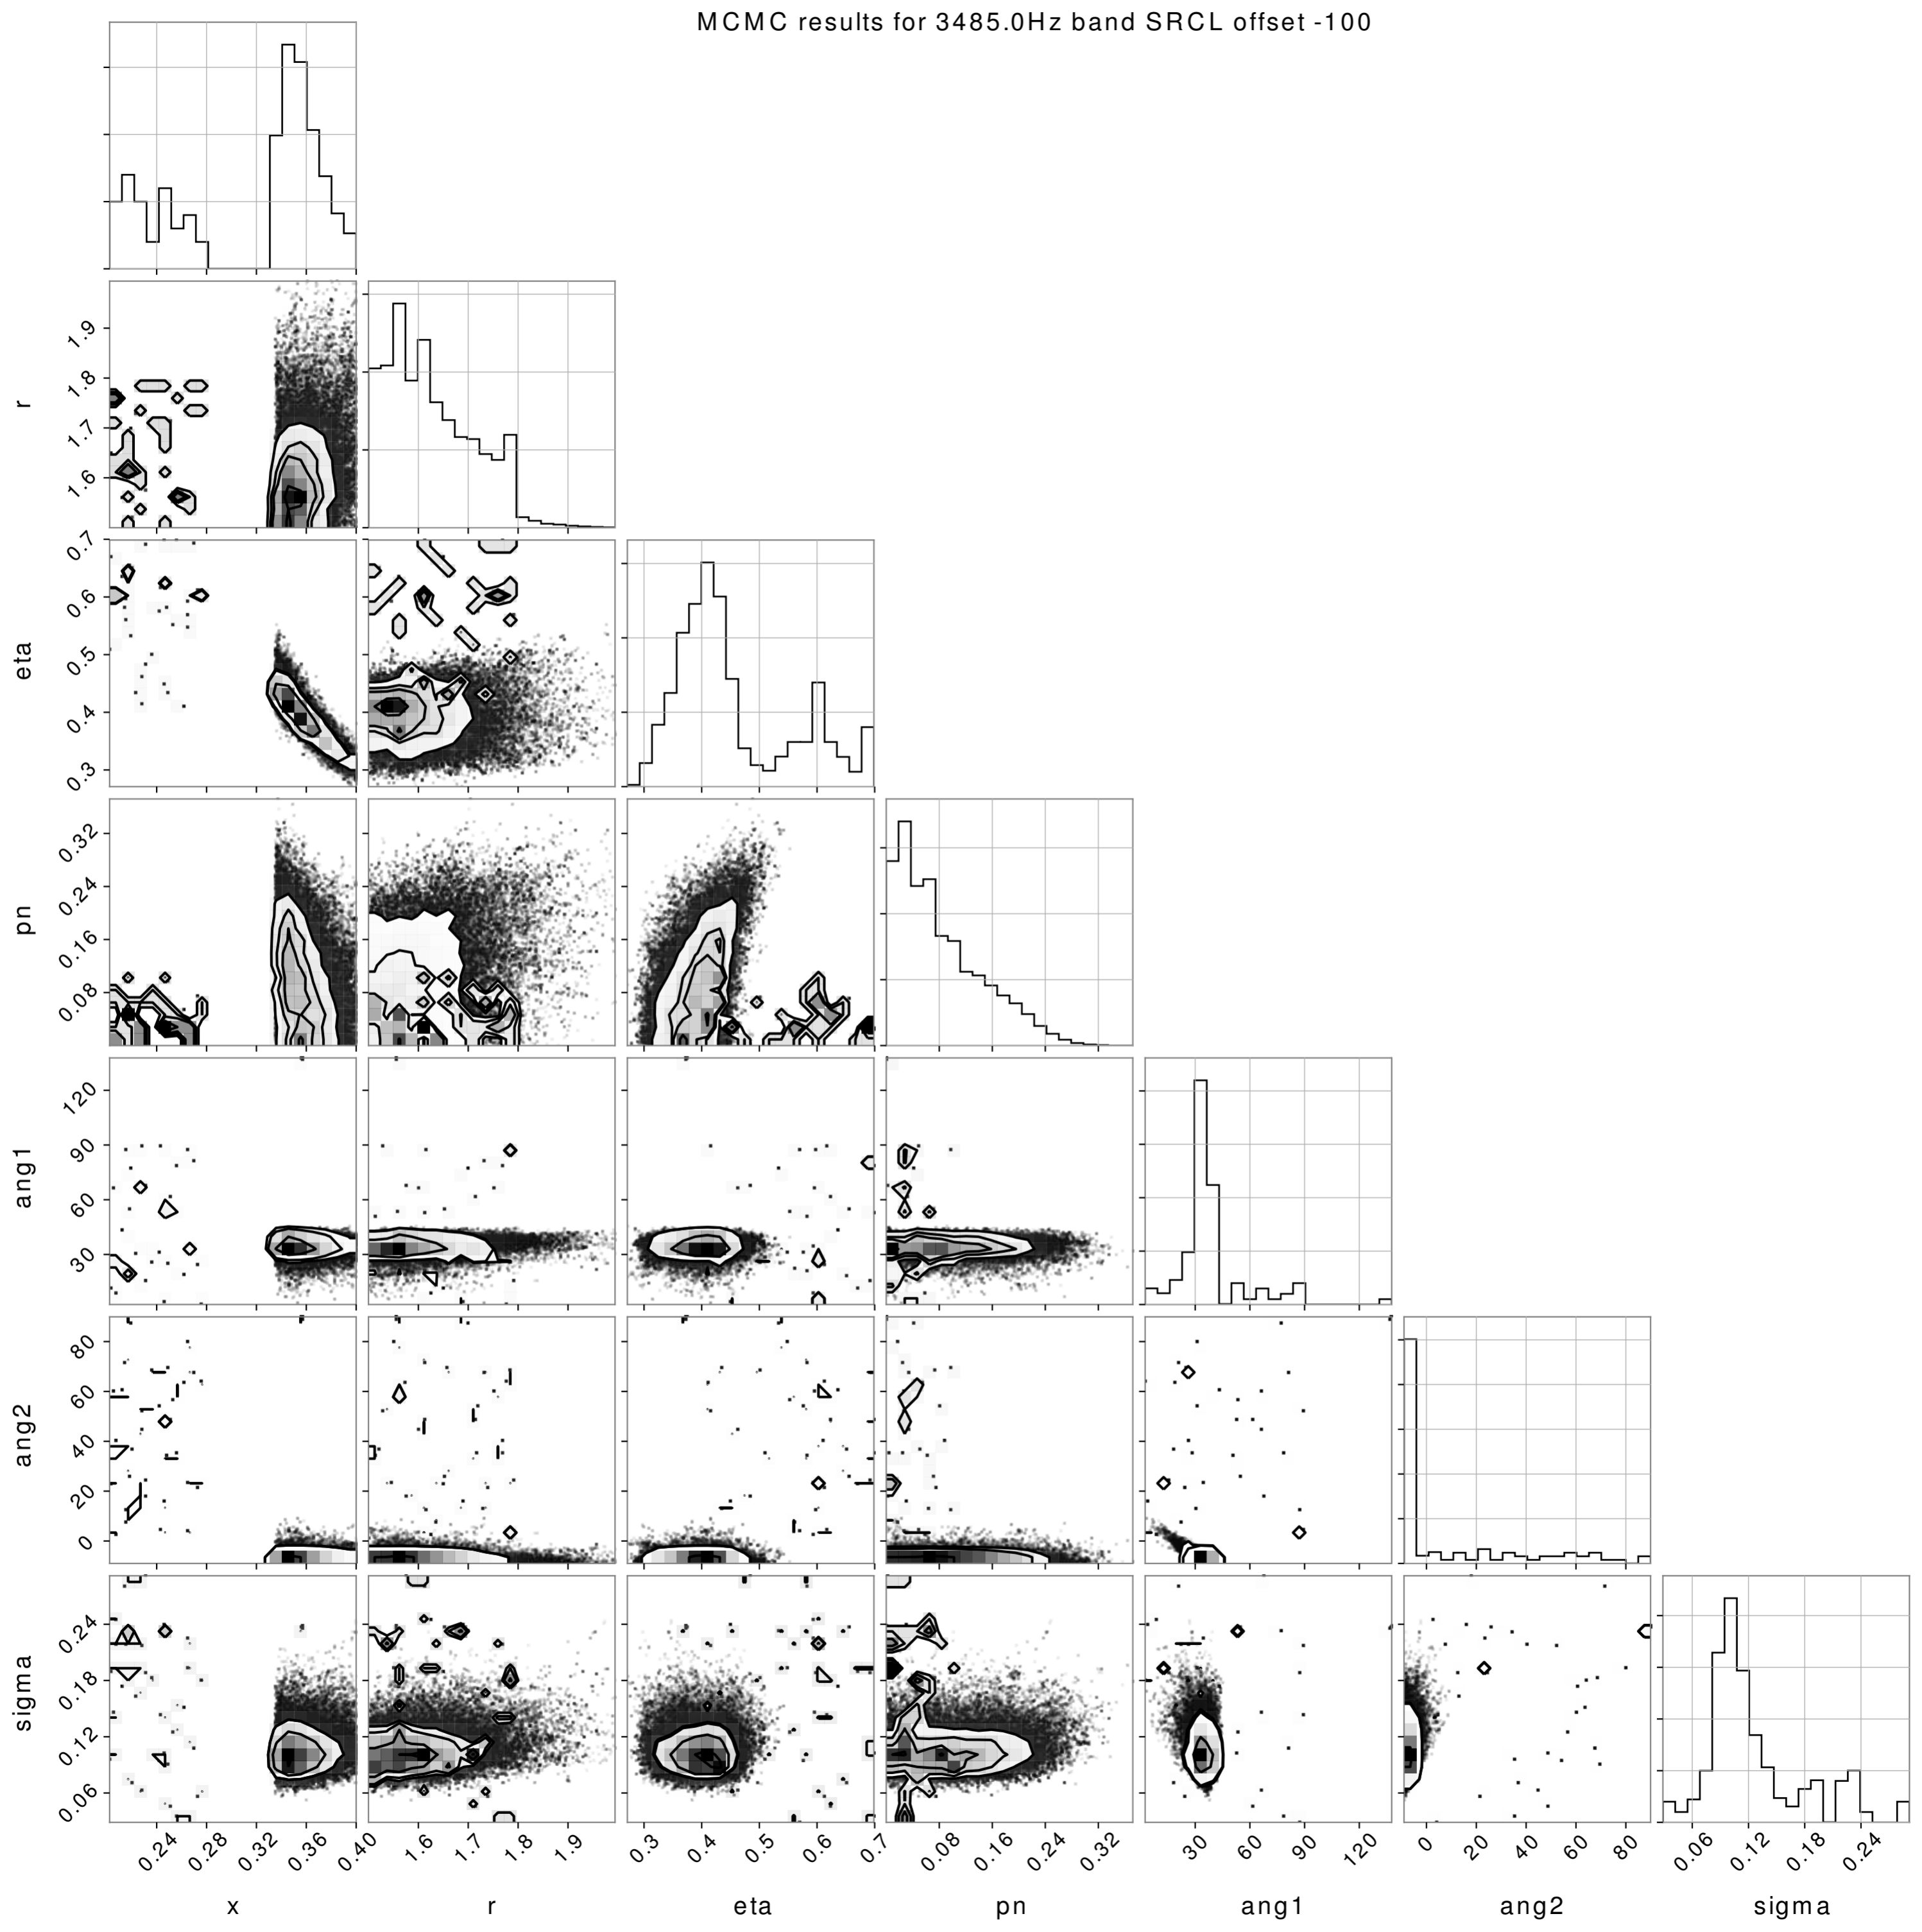 MCMC results for 3485.0Hz band SRCL offset -100
r
1.9
1.8
1.7
1.6
eta
0.7
0.6
0.5
0.4
0.3
pn
0.32
0.24
0.16
0.08
ang1
120
90
60
30
ang2
80
60
40
20
0
sigma
0.24
0.18
0.12
0.06
0.24 0.28 0.32 0.36 0.40
1.6 1.7 1.8 1.9
0.3 0.4 0.5 0.6 0.7
0.08 0.16 0.24 0.32
30 60 90 120
0 20 40 60 80
0.06 0.12 0.18 0.24
x r eta pn ang1 ang2 sigma